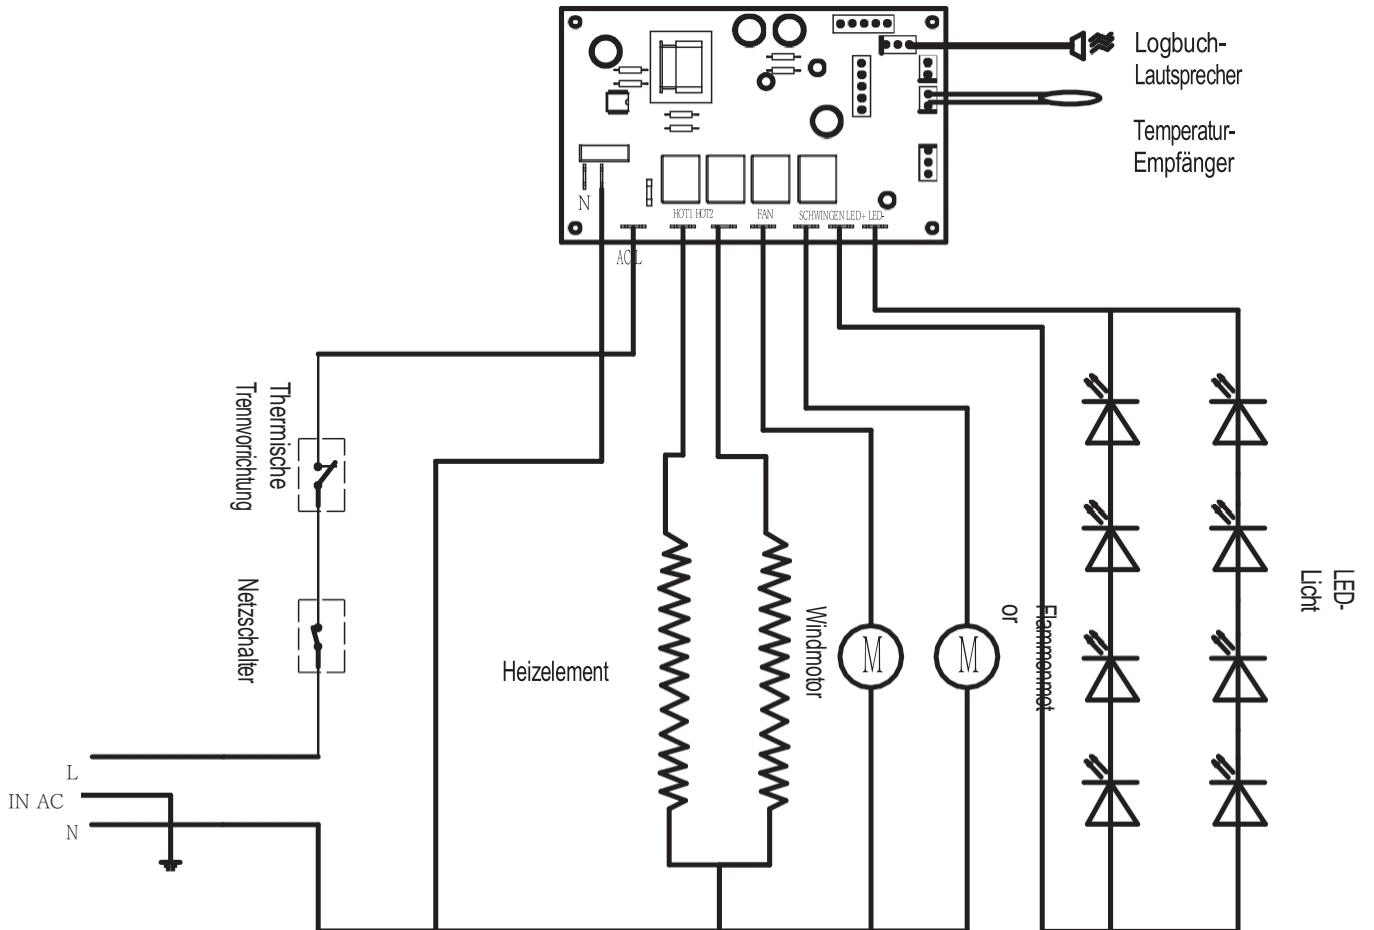 Logbuch-
Lautsprecher
Temperatur-
Empfänger
N
HOT1 HOT2
FAN
SCHWINGEN LED+ LED-
AC L
Thermische
Trennvorrichtung
Netzschalter
Heizelement
Windmotor
M
M
Flammenmot
or
LED-
Licht
L
IN AC
N